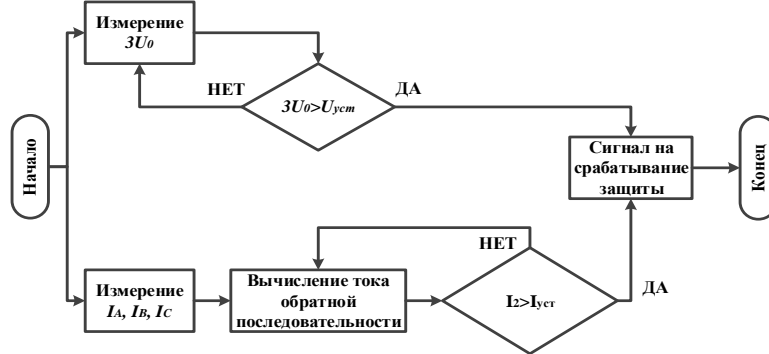 Начало
Измерение
3U0
НЕТ
3U0>Uуст
ДА
Сигнал на
срабатывание
защиты
Конец
Измерение
IA, IB, IC
Вычисление тока
обратной
последовательности
НЕТ
I2>Iуст
ДА